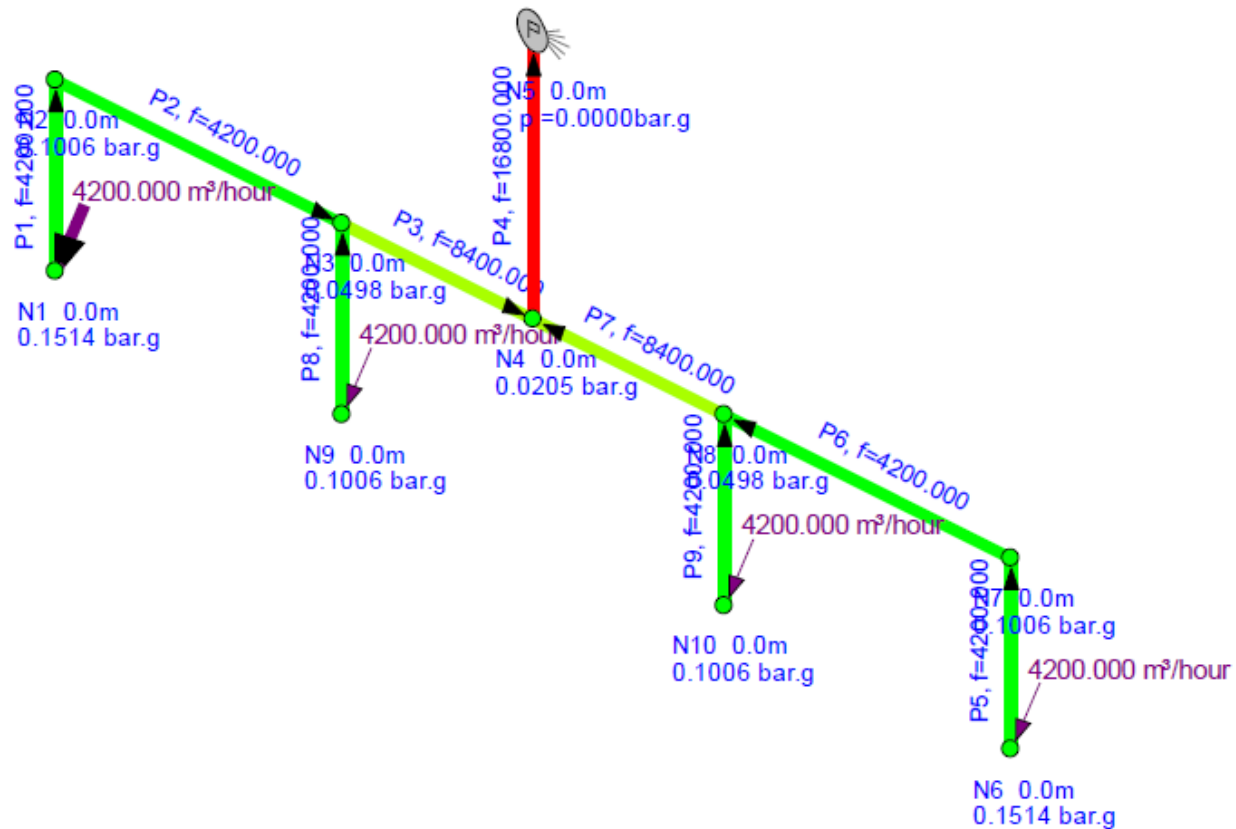 P
N5 0.0m
p =0.0000bar.g
P4, f=16800.000
P2, f=4200.000
N2 0.0m
0.1006 bar.g
P1, f=4200.000
4200.000 m³/hour
N1 0.0m
0.1514 bar.g
P3, f=8400.000
N3 0.0m
0.0498 bar.g
P8, f=4200.000
4200.000 m³/hour
N9 0.0m
0.1006 bar.g
N4 0.0m
0.0205 bar.g
P7, f=8400.000
P6, f=4200.000
N8 0.0m
0.0498 bar.g
P9, f=4200.000
4200.000 m³/hour
N10 0.0m
0.1006 bar.g
N7 0.0m
0.1006 bar.g
P5, f=4200.000
4200.000 m³/hour
N6 0.0m
0.1514 bar.g